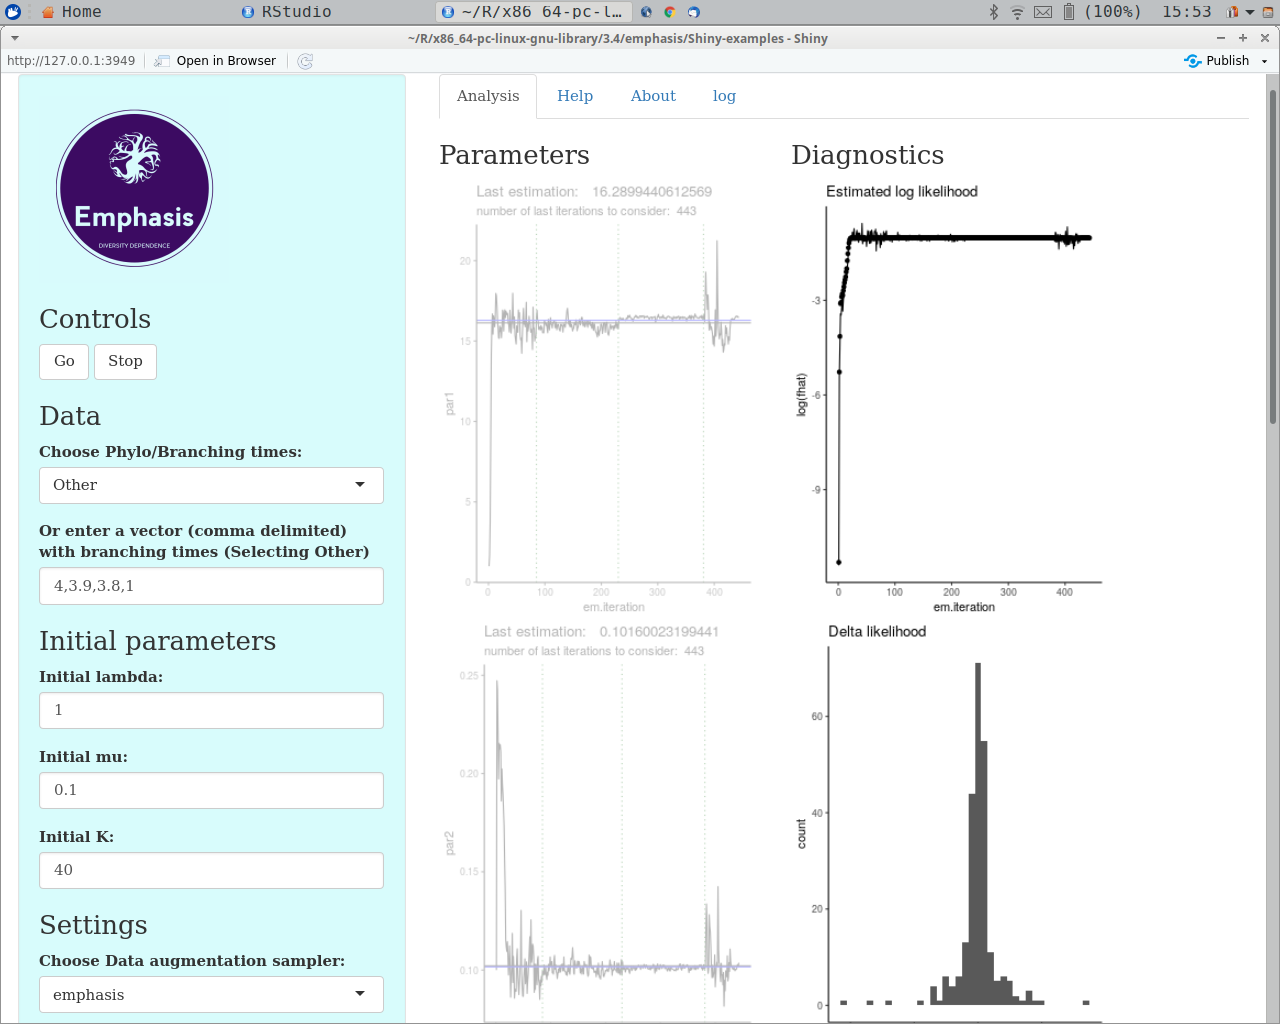 Home
RStudio
~/R/x86_64-pc-l…
(100%)
15:53
~/R/x86_64-pc-linux-gnu-library/3.4/emphasis/Shiny-examples - Shiny
http://127.0.0.1:3949
Open in Browser
Publish
Emphasis
DIVERSITY DEPENDENCE
Controls
Go
Stop
Data
Choose Phylo/Branching times:
Other
Or enter a vector (comma delimited)
with branching times (Selecting Other)
4,3.9,3.8,1
Initial parameters
Initial lambda:
1
Initial mu:
0.1
Initial K:
40
Settings
Choose Data augmentation sampler:
emphasis
Analysis
Help
About
log
Parameters
Last estimation: 16.2899440612569
number of last iterations to consider: 443
20
15
10
5
0
par1
0 100 200 300 400
em.iteration
Last estimation: 0.10160023199441
number of last iterations to consider: 443
0.25
0.20
0.15
0.10
par2
Diagnostics
Estimated log likelihood
-3
-6
-9
log(fhat)
0 100 200 300 400
em.iteration
Delta likelihood
60
40
20
0
count